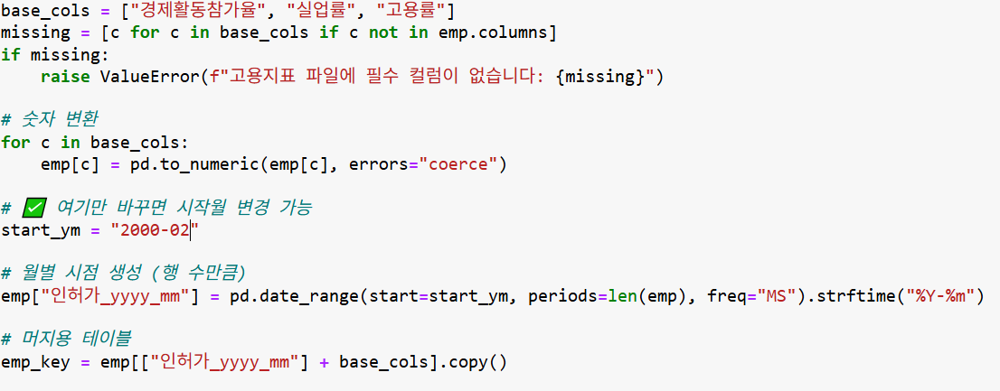 base_cols = ["경제활동참가율", "실업률", "고용률"]
missing = [c for c in base_cols if c not in emp.columns]
if missing:
    raise ValueError(f"고용지표 파일에 필수 컬럼이 없습니다: {missing}")
# 숫자 변환
for c in base_cols:
    emp[c] = pd.to_numeric(emp[c], errors="coerce")
# ✅ 여기만 바꾸면 시작월 변경 가능
start_ym = "2000-02"
# 월별 시점 생성 (행 수만큼)
emp["인허가_yyyy_mm"] = pd.date_range(start=start_ym, periods=len(emp), freq="MS").strftime("%Y-%m")
# 머지용 테이블
emp_key = emp[["인허가_yyyy_mm"] + base_cols].copy()